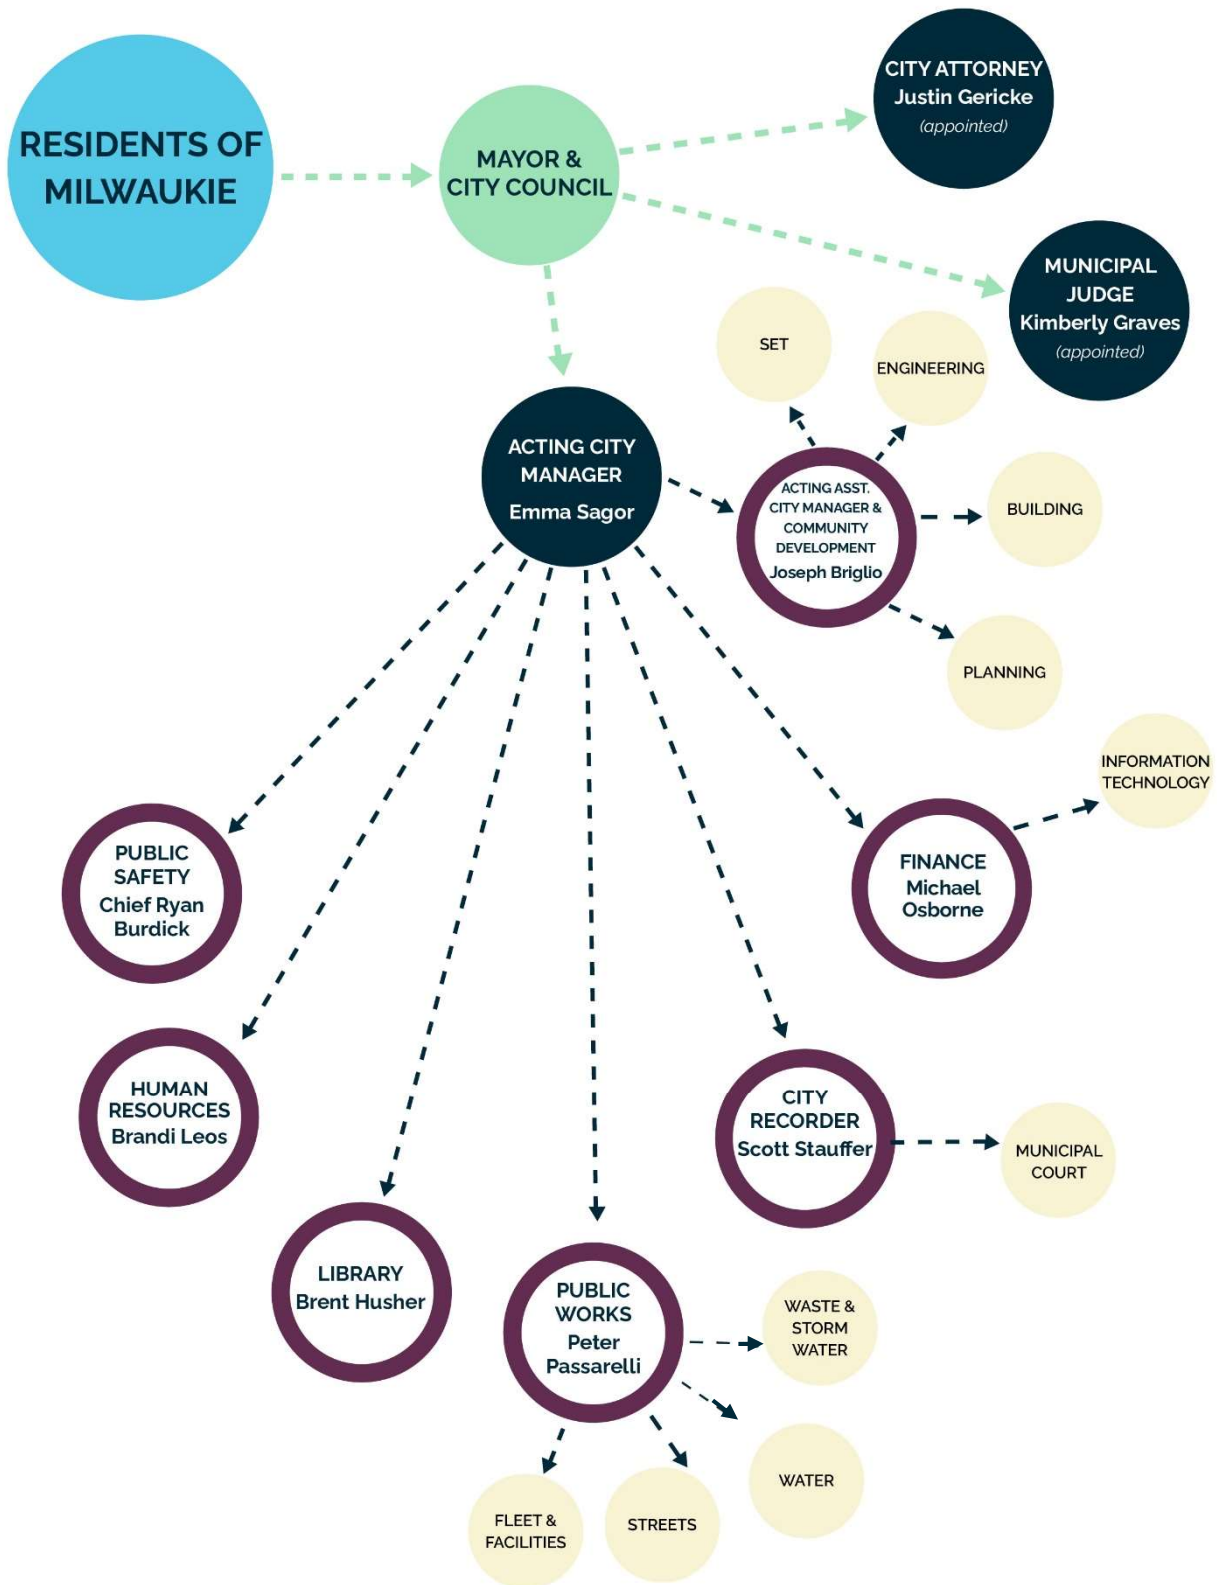 RESIDENTS OF
MILWAUKIE
MAYOR &
CITY COUNCIL
CITY ATTORNEY
Justin Gericke
(appointed)
MUNICIPAL
JUDGE
Kimberly Graves
(appointed)
ACTING CITY
MANAGER
Emma Sagor
SET
ENGINEERING
ACTING ASST.
CITY MANAGER &
COMMUNITY
DEVELOPMENT
Joseph Briglio
BUILDING
PLANNING
INFORMATION
TECHNOLOGY
FINANCE
Michael
Osborne
PUBLIC
SAFETY
Chief Ryan
Burdick
HUMAN
RESOURCES
Brandi Leos
CITY
RECORDER
Scott Stauffer
MUNICIPAL
COURT
LIBRARY
Brent Husher
PUBLIC
WORKS
Peter
Passarelli
WASTE &
STORM
WATER
WATER
STREETS
FLEET &
FACILITIES